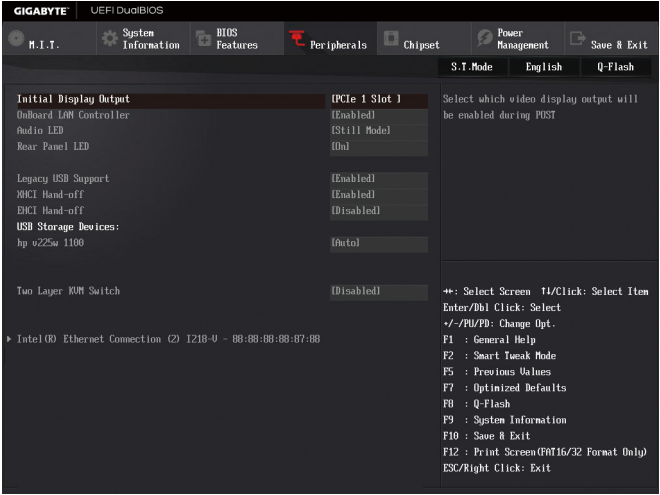 GIGABYTE™ UEFI DualBIOS
M.I.T.
System Information
BIOS Features
Peripherals
Chipset
Power Management
Save & Exit
S.T.Mode English Q-Flash
Initial Display Output [PCIe 1 Slot ]
OnBoard LAN Controller [Enabled]
Audio LED [Still Mode]
Rear Panel LED [On]
Legacy USB Support [Enabled]
XHCI Hand-off [Enabled]
EHCI Hand-off [Disabled]
USB Storage Devices:
hp v225w 1100 [Auto]
Two Layer KVM Switch [Disabled]
▶ Intel(R) Ethernet Connection (2) I218-V - 88:88:88:88:87:88
Select which video display output will
be enabled during POST
→←: Select Screen ↑↓/Click: Select Item
Enter/Dbl Click: Select
+/-/PU/PD: Change Opt.
F1 : General Help
F2 : Smart Tweak Mode
F5 : Previous Values
F7 : Optimized Defaults
F8 : Q-Flash
F9 : System Information
F10 : Save & Exit
F12 : Print Screen(FAT16/32 Format Only)
ESC/Right Click: Exit